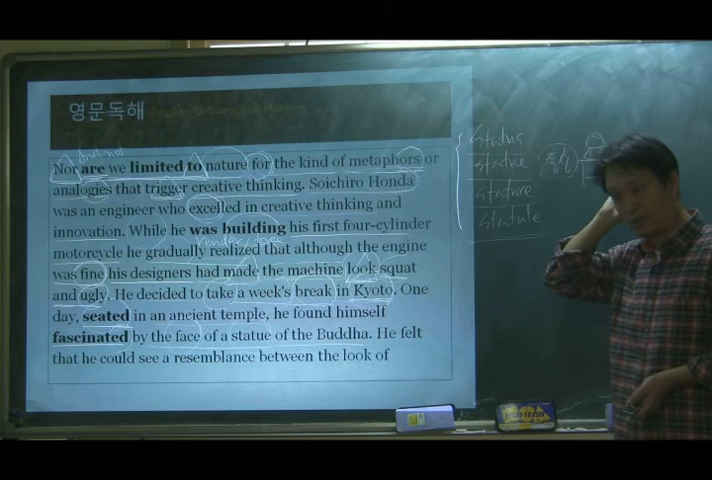 영문독해
Nor are we limited to nature for the kind of metaphors or
analogies that trigger creative thinking. Soichiro Honda
was an engineer who excelled in creative thinking and
innovation. While he was building his first four-cylinder
motorcycle he gradually realized that although the engine
was fine his designers had made the machine look squat
and ugly. He decided to take a week's break in Kyoto. One
day, seated in an ancient temple, he found himself
fascinated by the face of a statue of the Buddha. He felt
that he could see a resemblance between the look of
status
statue
stature
statute